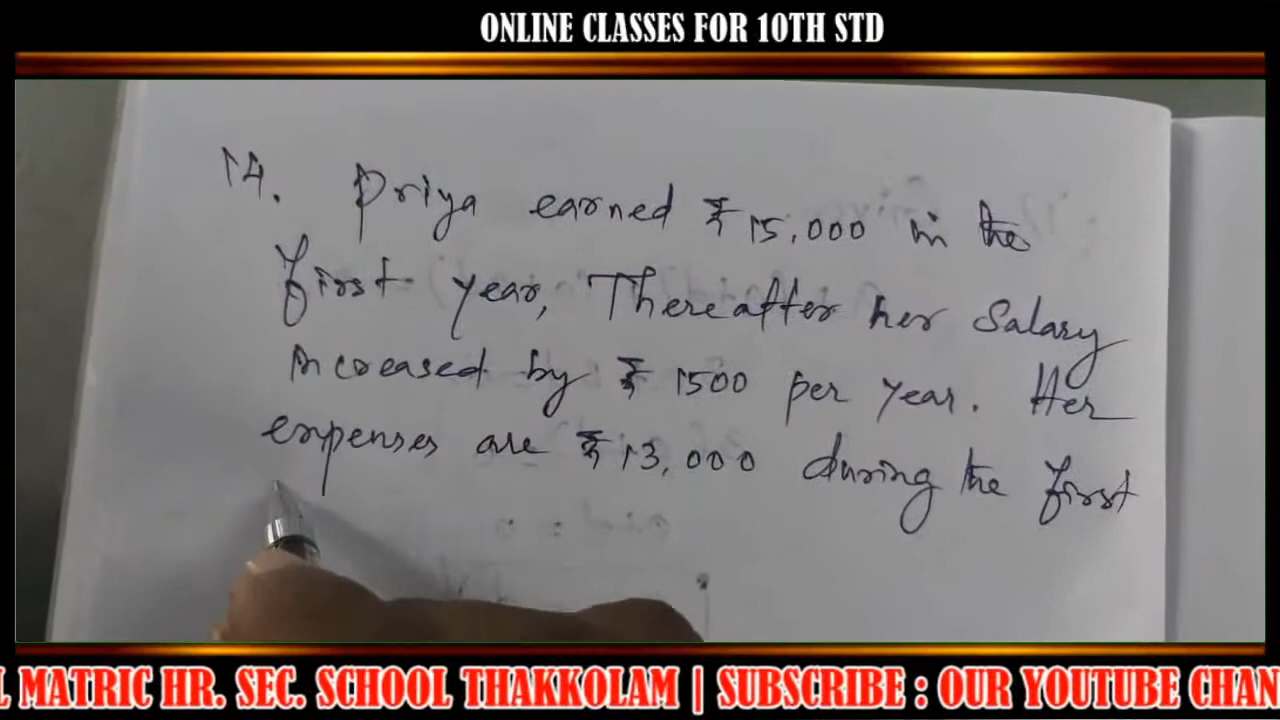 ONLINE CLASSES FOR 10TH STD
14. Priya earned ₹ 15,000 in the
first year, Thereafter her salary
increased by ₹ 1500 per year. Her
expenses are ₹ 13,000 during the first
L MATRIC HR. SEC. SCHOOL THAKKOLAM | SUBSCRIBE : OUR YOUTUBE CHAN